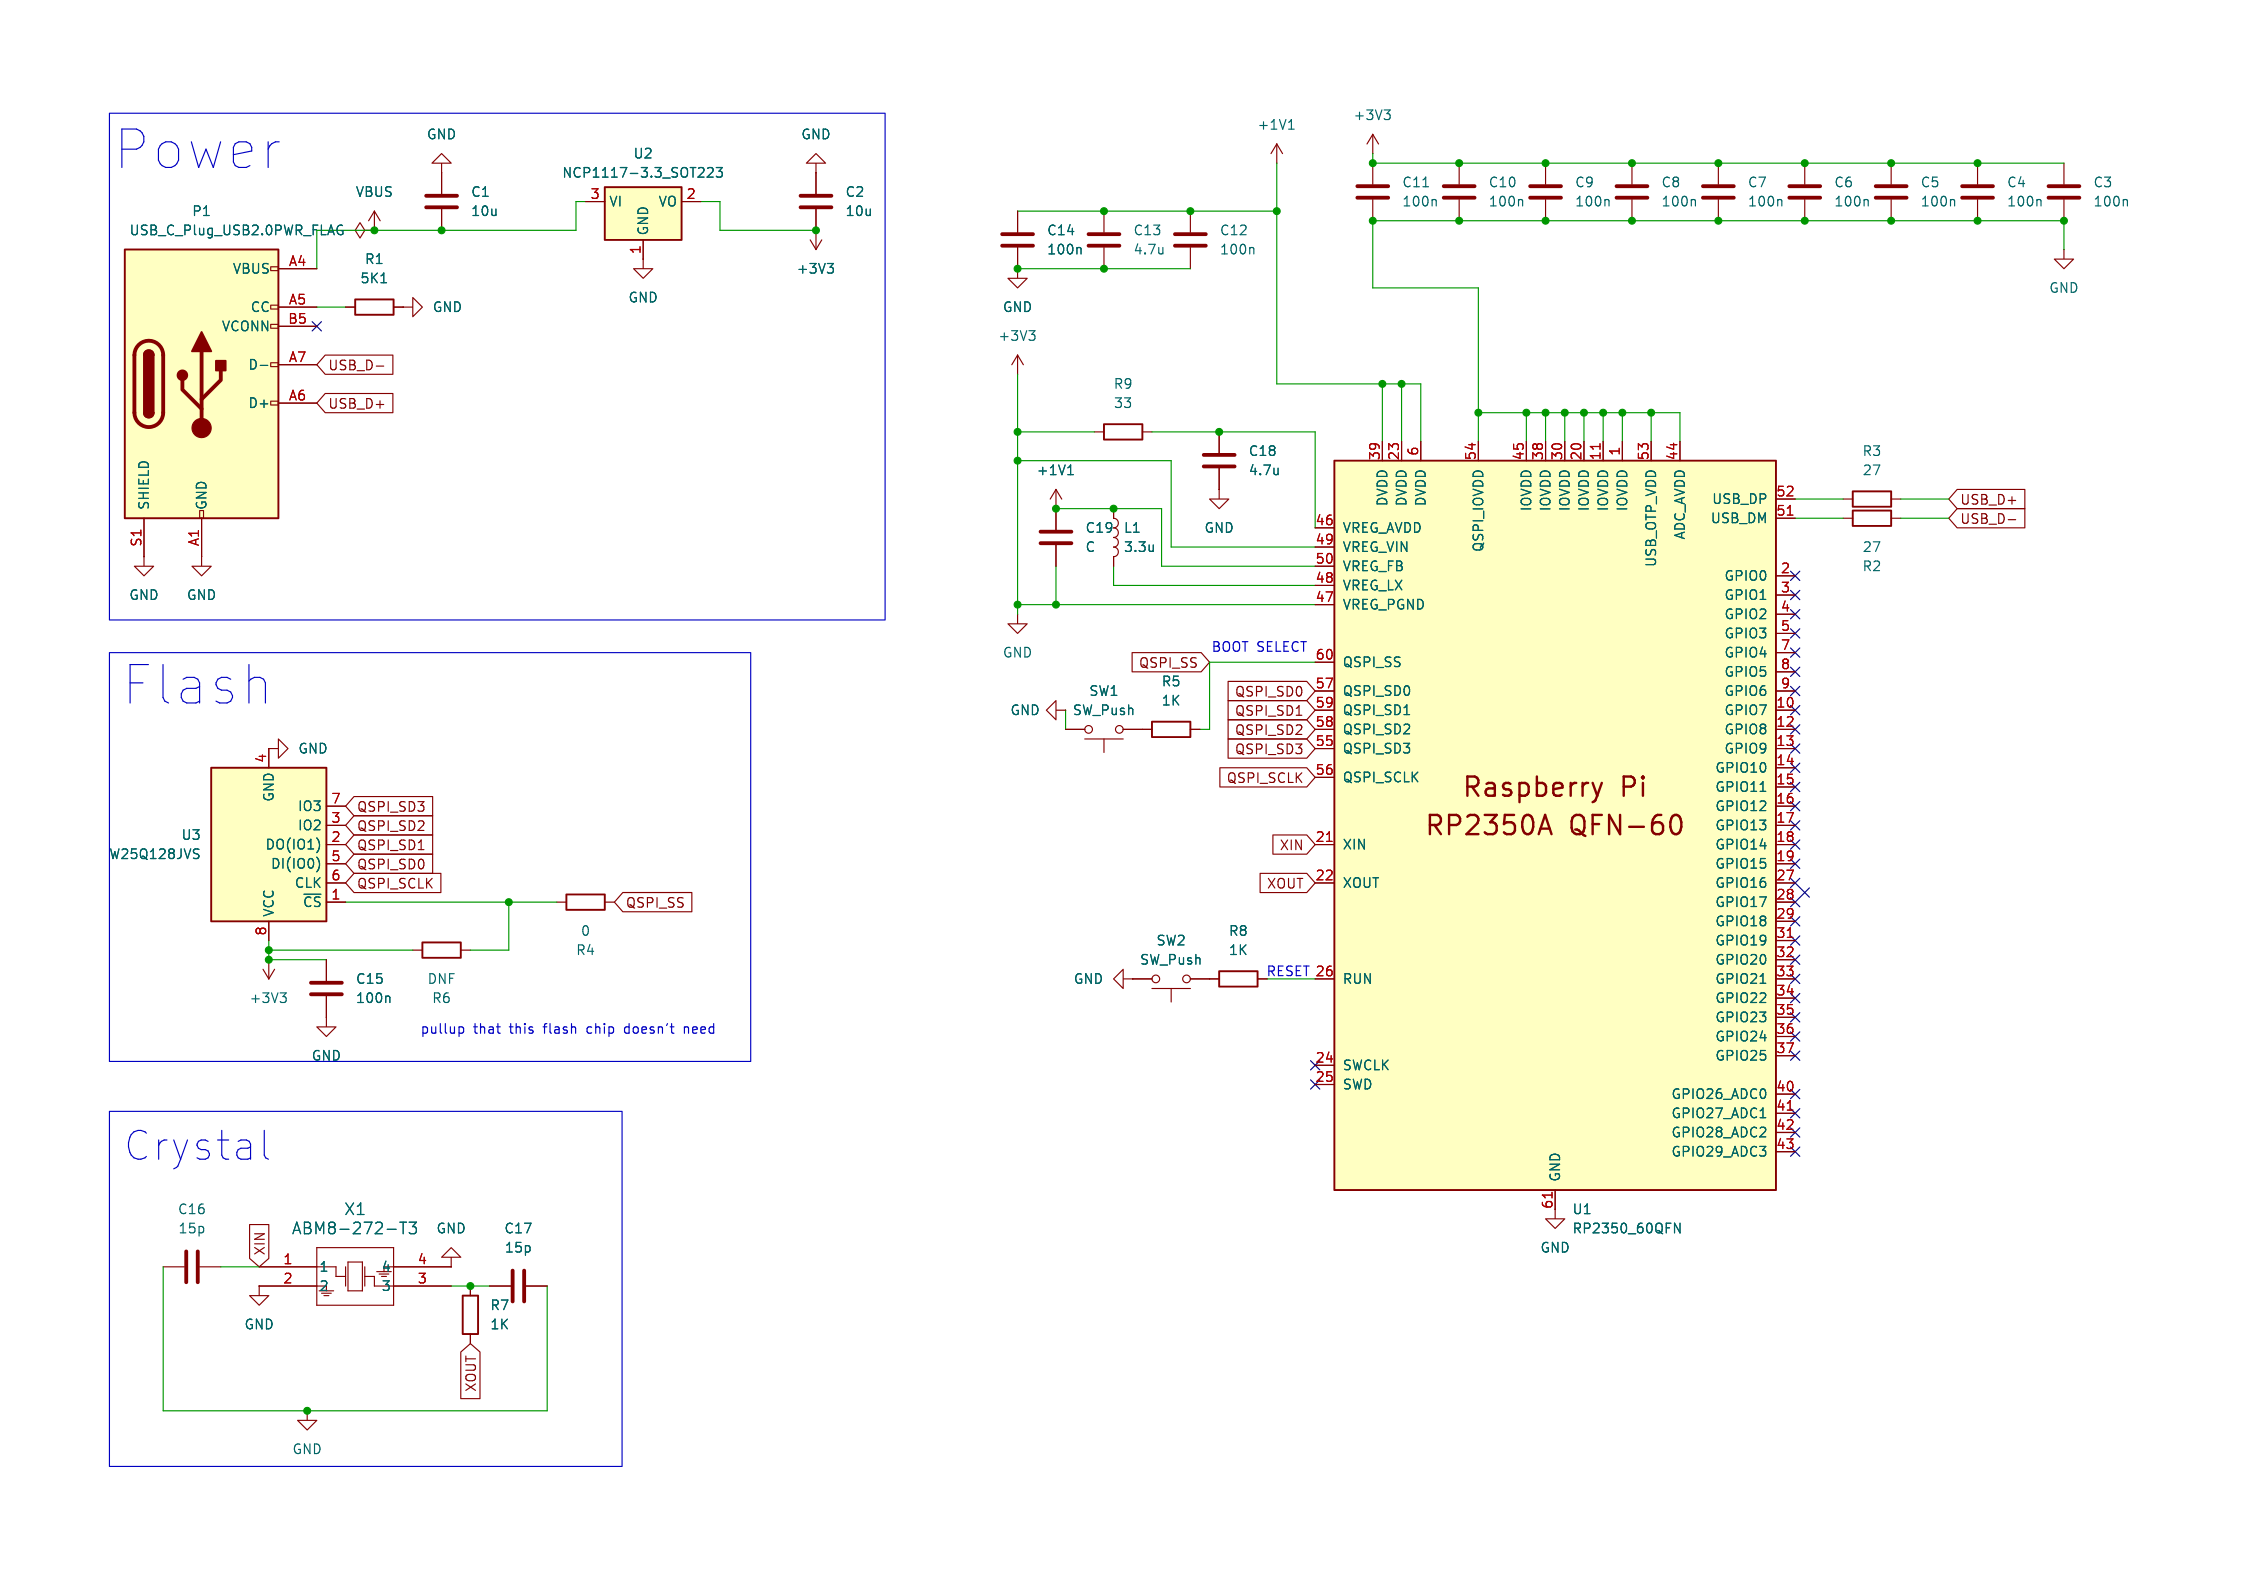 Power
P1
USB_C_Plug_USB2.0
PWR_FLAG
VBUS
GND
C1
10u
U2
NCP1117-3.3_SOT223
3
VI
VO
2
GND
1
GND
GND
C2
10u
+3V3
VBUS
A4
CC
A5
VCONN
B5
D-
A7
USB_D-
D+
A6
USB_D+
R1
5K1
GND
SHIELD
GND
S1
A1
GND
GND
Flash
4
GND
GND
U3
W25Q128JVS
IO3
7
QSPI_SD3
IO2
3
QSPI_SD2
DO(IO1)
2
QSPI_SD1
DI(IO0)
5
QSPI_SD0
CLK
6
QSPI_SCLK
CS
1
VCC
8
QSPI_SS
0
R4
DNF
R6
+3V3
C15
100n
GND
pullup that this flash chip doesn't need
Crystal
C16
15p
XIN
X1
ABM8-272-T3
1
1
2
2
4
4
3
3
GND
GND
C17
15p
R7
1K
XOUT
GND
+1V1
C14
100n
C13
4.7u
C12
100n
GND
+3V3
C11
100n
C10
100n
C9
100n
C8
100n
C7
100n
C6
100n
C5
100n
C4
100n
C3
100n
GND
+3V3
R9
33
C18
4.7u
GND
+1V1
C19
C
L1
3.3u
GND
39
23
6
54
45
38
30
20
11
1
53
44
DVDD
DVDD
DVDD
QSPI_IOVDD
IOVDD
IOVDD
IOVDD
IOVDD
IOVDD
IOVDD
USB_OTP_VDD
ADC_AVDD
46
VREG_AVDD
49
VREG_VIN
50
VREG_FB
48
VREG_LX
47
VREG_PGND
BOOT SELECT
QSPI_SS
60
QSPI_SS
R5
1K
SW1
SW_Push
GND
QSPI_SD0
57
QSPI_SD0
QSPI_SD1
59
QSPI_SD1
QSPI_SD2
58
QSPI_SD2
QSPI_SD3
55
QSPI_SD3
QSPI_SCLK
56
QSPI_SCLK
Raspberry Pi
RP2350A QFN-60
XIN
21
XIN
XOUT
22
XOUT
R8
1K
SW2
SW_Push
GND
RESET
26
RUN
24
SWCLK
25
SWD
GND
61
GND
U1
RP2350_60QFN
USB_DP
52
USB_DM
51
R3
27
27
R2
USB_D+
USB_D-
GPIO0
2
GPIO1
3
GPIO2
4
GPIO3
5
GPIO4
7
GPIO5
8
GPIO6
9
GPIO7
10
GPIO8
12
GPIO9
13
GPIO10
14
GPIO11
15
GPIO12
16
GPIO13
17
GPIO14
18
GPIO15
19
GPIO16
27
GPIO17
28
GPIO18
29
GPIO19
31
GPIO20
32
GPIO21
33
GPIO22
34
GPIO23
35
GPIO24
36
GPIO25
37
GPIO26_ADC0
40
GPIO27_ADC1
41
GPIO28_ADC2
42
GPIO29_ADC3
43